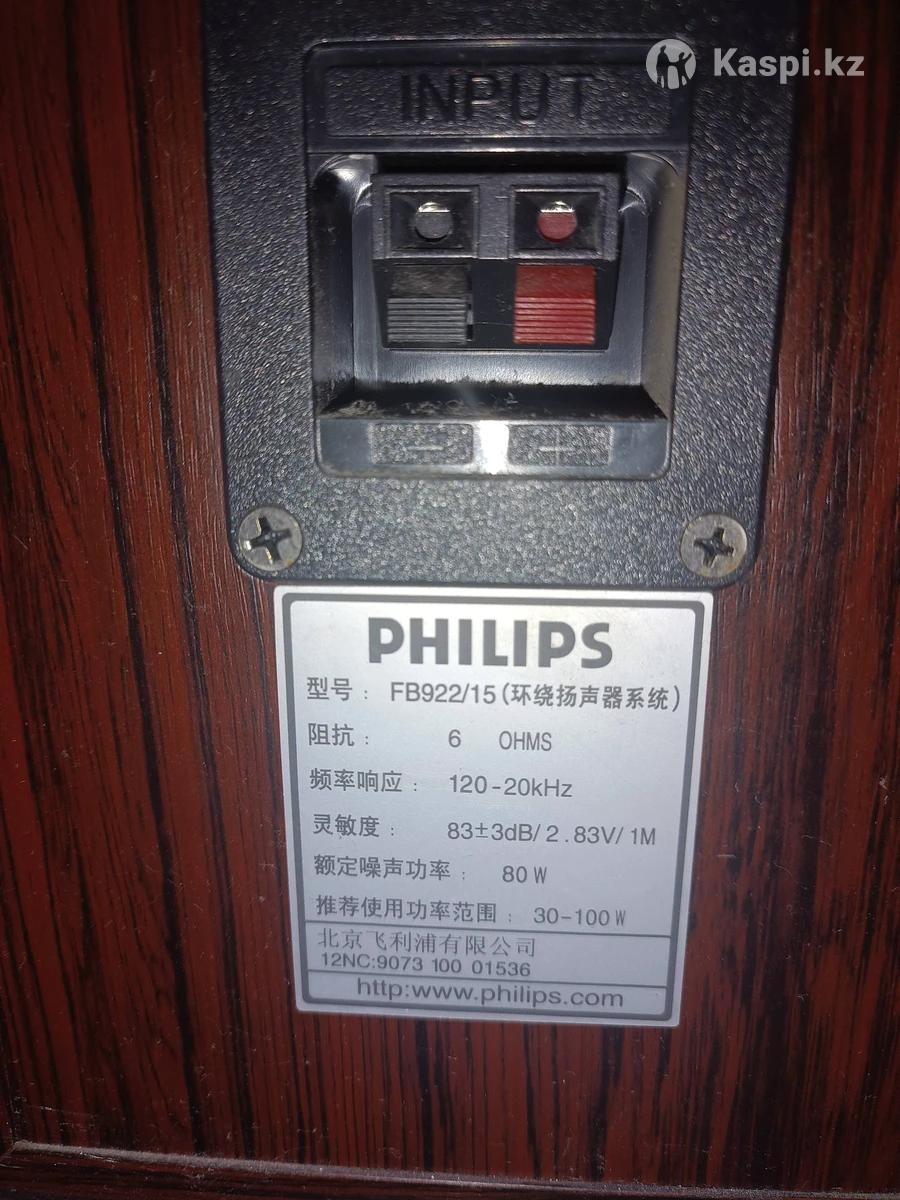 Kaspi.kz
INPUT
− +
PHILIPS
型号： FB922/15(环绕扬声器系统)
阻抗： 6 OHMS
频率响应： 120-20kHz
灵敏度： 83±3dB/2.83V/1M
额定噪声功率： 80W
推荐使用功率范围： 30-100W
北京飞利浦有限公司
12NC:9073 100 01536
http:www.philips.com